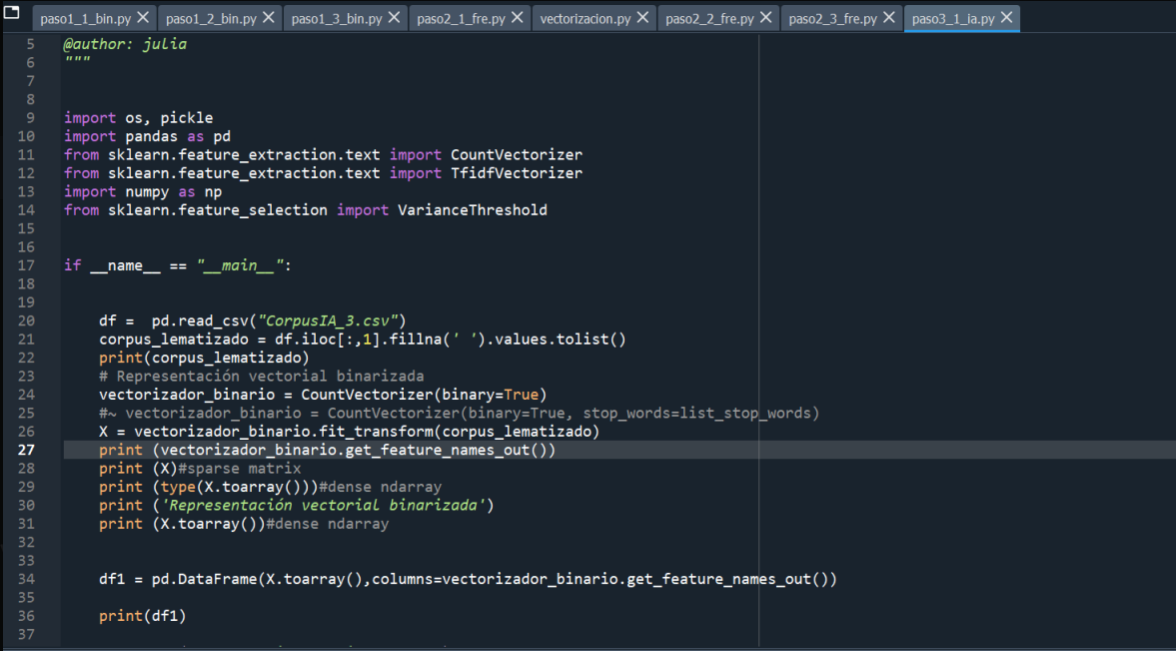 paso1_1_bin.py paso1_2_bin.py paso1_3_bin.py paso2_1_fre.py vectorizacion.py paso2_2_fre.py paso2_3_fre.py paso3_1_ia.py
5 @author: julia
6 """
7
8
9 import os, pickle
10 import pandas as pd
11 from sklearn.feature_extraction.text import CountVectorizer
12 from sklearn.feature_extraction.text import TfidfVectorizer
13 import numpy as np
14 from sklearn.feature_selection import VarianceThreshold
15
16
17 if __name__ == "__main__":
18
19
20 df =  pd.read_csv("CorpusIA_3.csv")
21 corpus_lematizado = df.iloc[:,1].fillna(' ').values.tolist()
22 print(corpus_lematizado)
23 # Representación vectorial binarizada
24 vectorizador_binario = CountVectorizer(binary=True)
25 #~ vectorizador_binario = CountVectorizer(binary=True, stop_words=list_stop_words)
26 X = vectorizador_binario.fit_transform(corpus_lematizado)
27 print (vectorizador_binario.get_feature_names_out())
28 print (X)#sparse matrix
29 print (type(X.toarray()))#dense ndarray
30 print ('Representación vectorial binarizada')
31 print (X.toarray())#dense ndarray
32
33
34 df1 = pd.DataFrame(X.toarray(),columns=vectorizador_binario.get_feature_names_out())
35
36 print(df1)
37